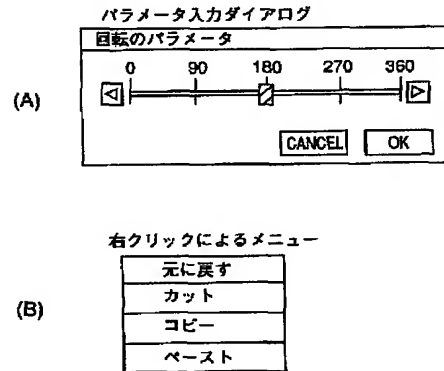 パラメータ入力ダイアログ
回転のパラメータ
0 90 180 270 360
(A)
CANCEL OK
右クリックによるメニュー
元に戻す
カット
(B)
コピー
ペースト